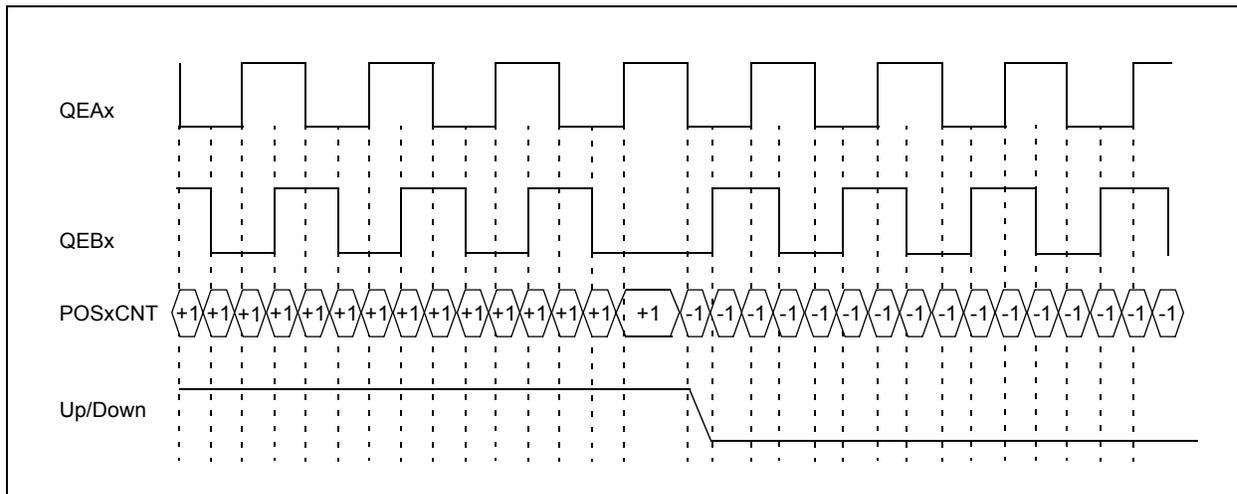 QEAx
QEBx
POSxCNT +1 +1 +1 +1 +1 +1 +1 +1 +1 +1 +1 +1 +1 +1 +1 -1 -1 -1 -1 -1 -1 -1 -1 -1 -1 -1 -1 -1 -1 -1 -1
Up/Down